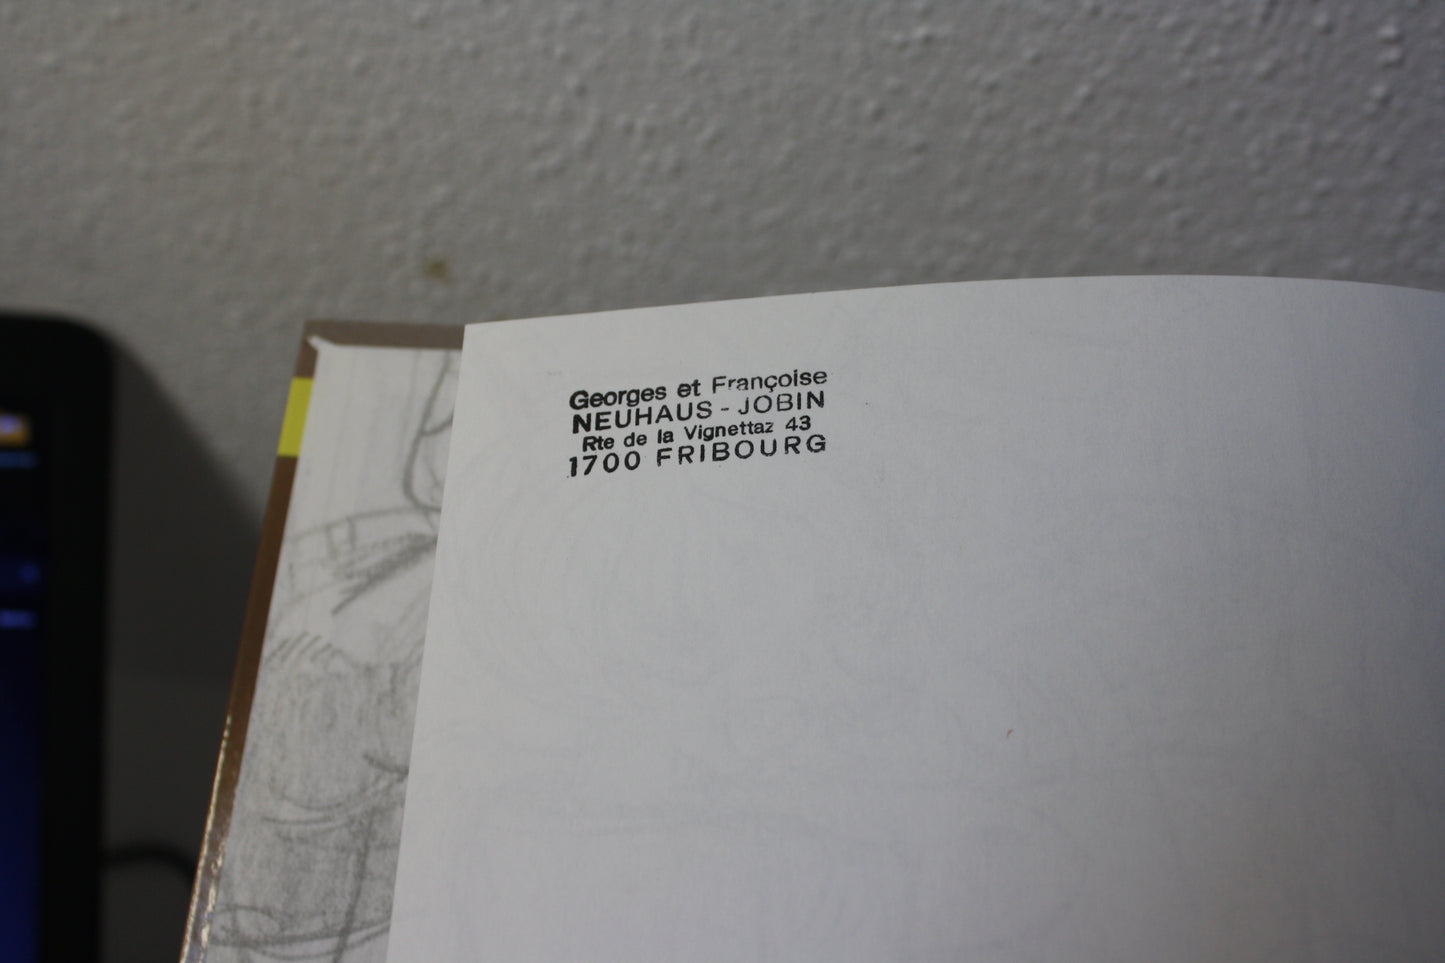 Georges et Françoise
NEUHAUS - JOBIN
Rte de la Vignettaz 43
1700 FRIBOURG